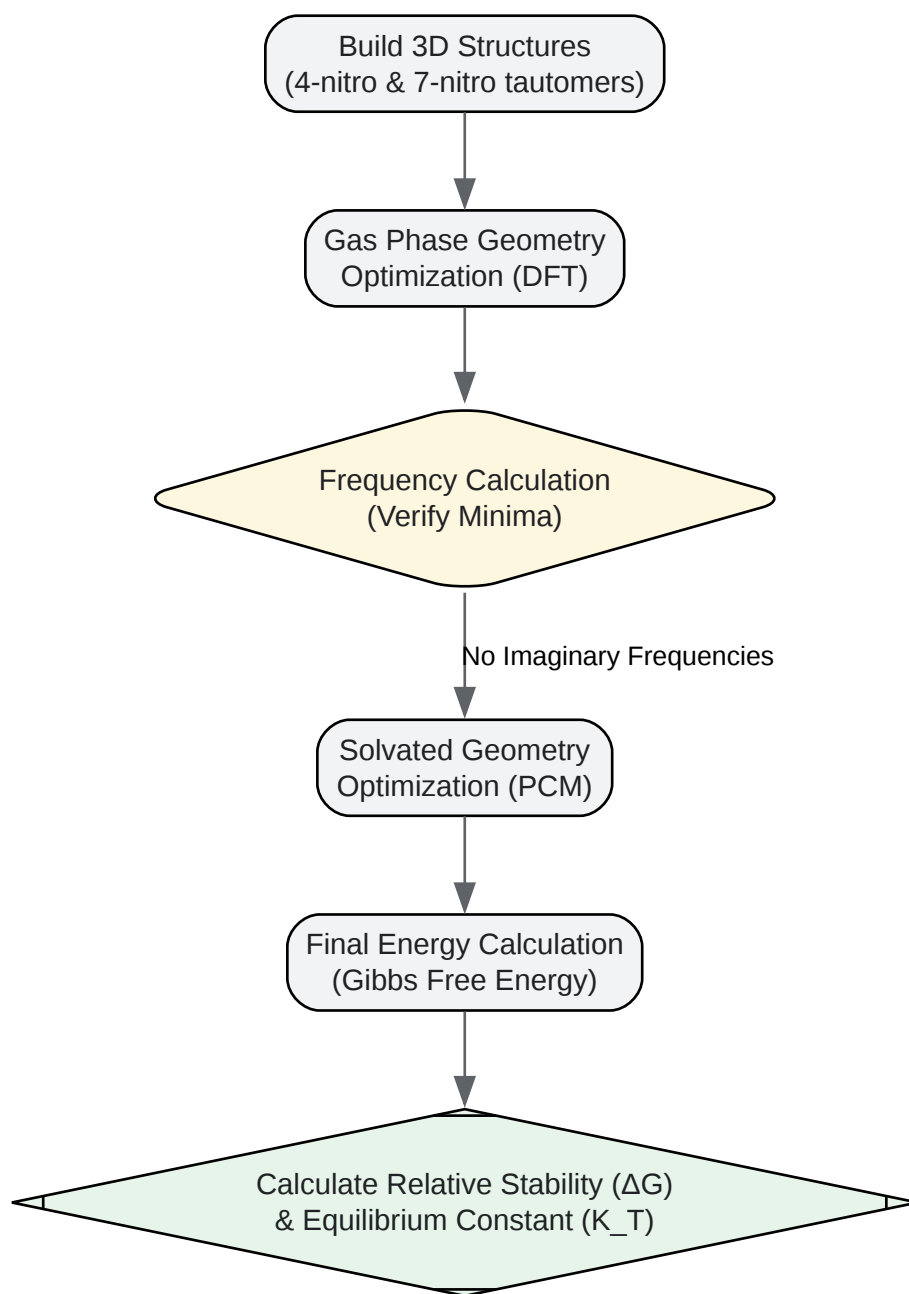 Build 3D Structures
(4-nitro & 7-nitro tautomers)
Gas Phase Geometry
Optimization (DFT)
Frequency Calculation
(Verify Minima)
No Imaginary Frequencies
Solvated Geometry
Optimization (PCM)
Final Energy Calculation
(Gibbs Free Energy)
Calculate Relative Stability (ΔG)
& Equilibrium Constant (K_T)